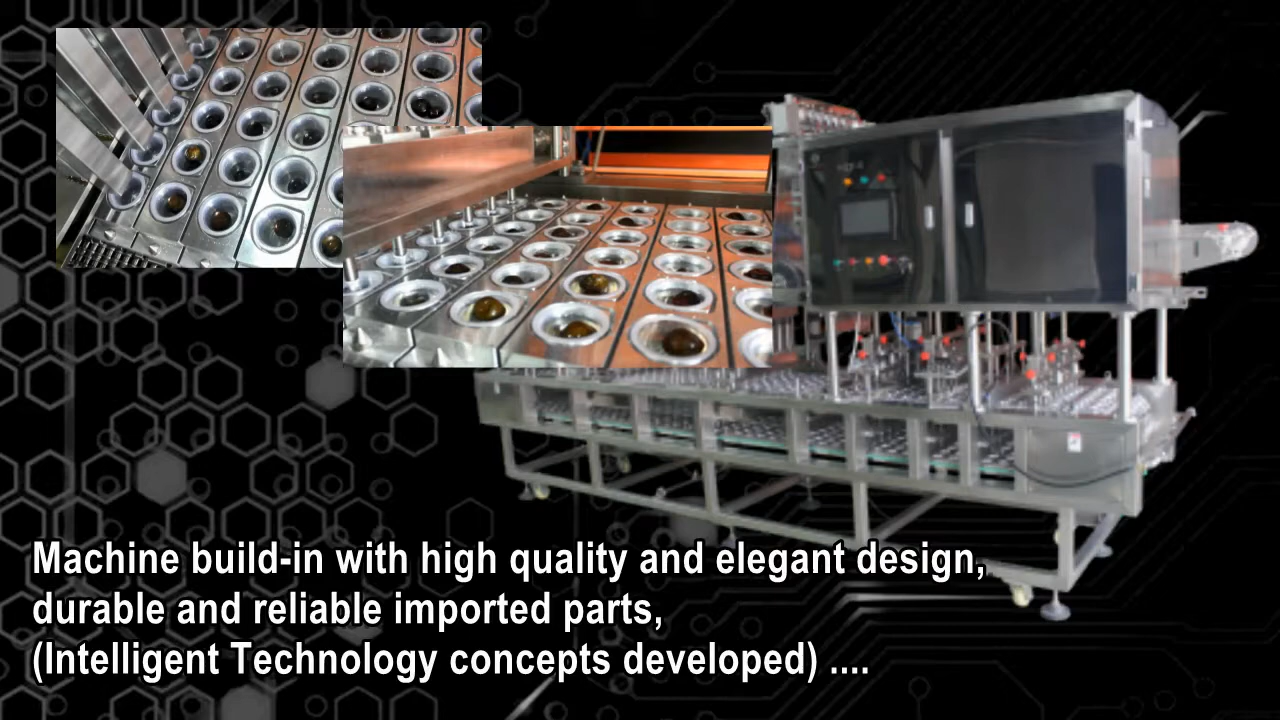 Machine build-in with high quality and elegant design,
durable and reliable imported parts,
(Intelligent Technology concepts developed) ....